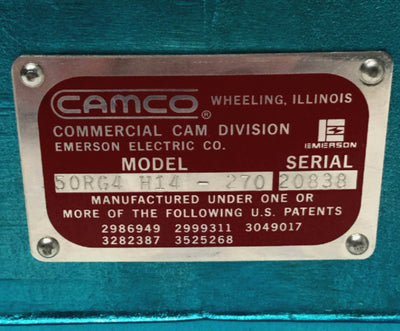 CAMCO® WHEELING, ILLINOIS
COMMERCIAL CAM DIVISION
EMERSON ELECTRIC CO. EMERSON
MODEL SERIAL
50RG4 H14 - 270 20838
MANUFACTURED UNDER ONE OR
MORE OF THE FOLLOWING U.S. PATENTS
2986949 2999311 3049017
3282387 3525268